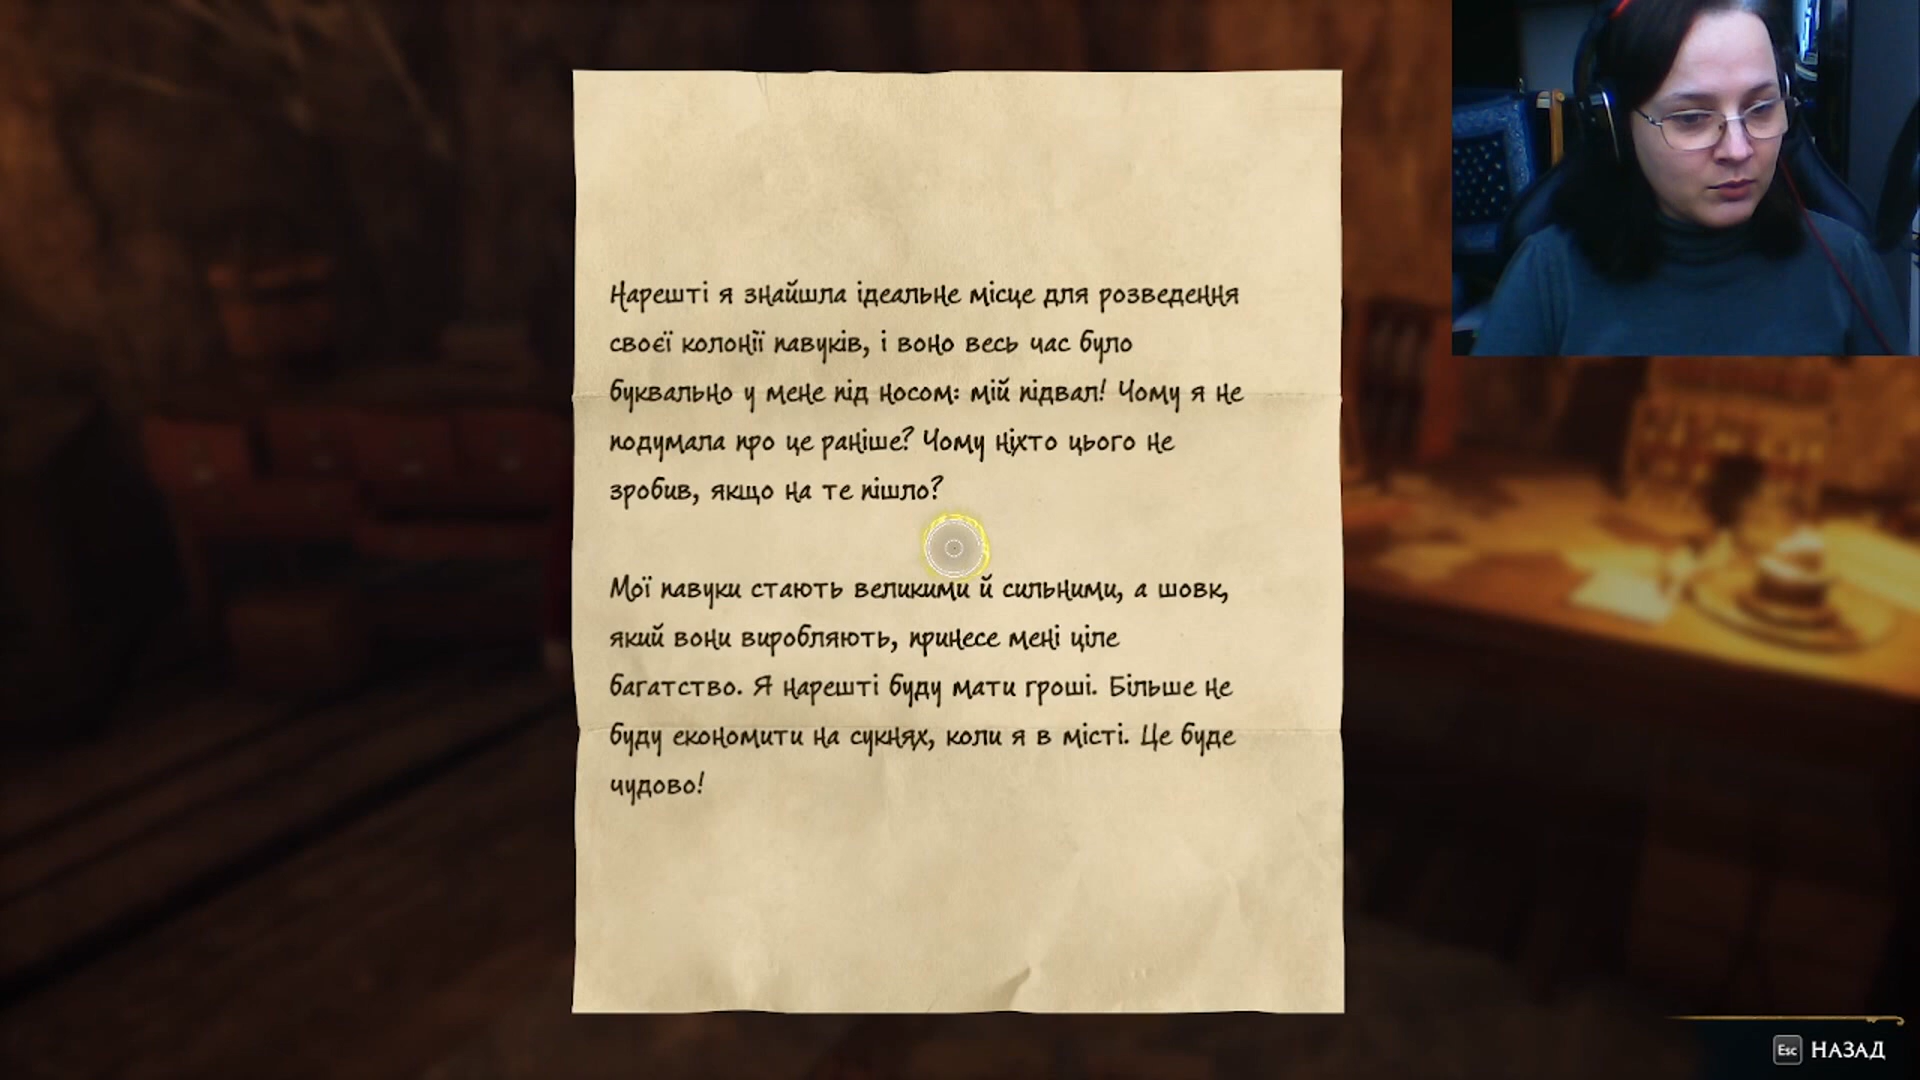 Нарешті я знайшла ідеальне місце для розведення
своєї колонії павуків, і воно весь час було
буквально у мене під носом: мій підвал! Чому я не
подумала про це раніше? Чому ніхто цього не
зробив, якщо на те пішло?
Мої павуки стають великими й сильними, а шовк,
який вони виробляють, принесе мені ціле
багатство. Я нарешті буду мати гроші. Більше не
буду економити на сукнях, коли я в місті. Це буде
чудово!
Esc НАЗАД